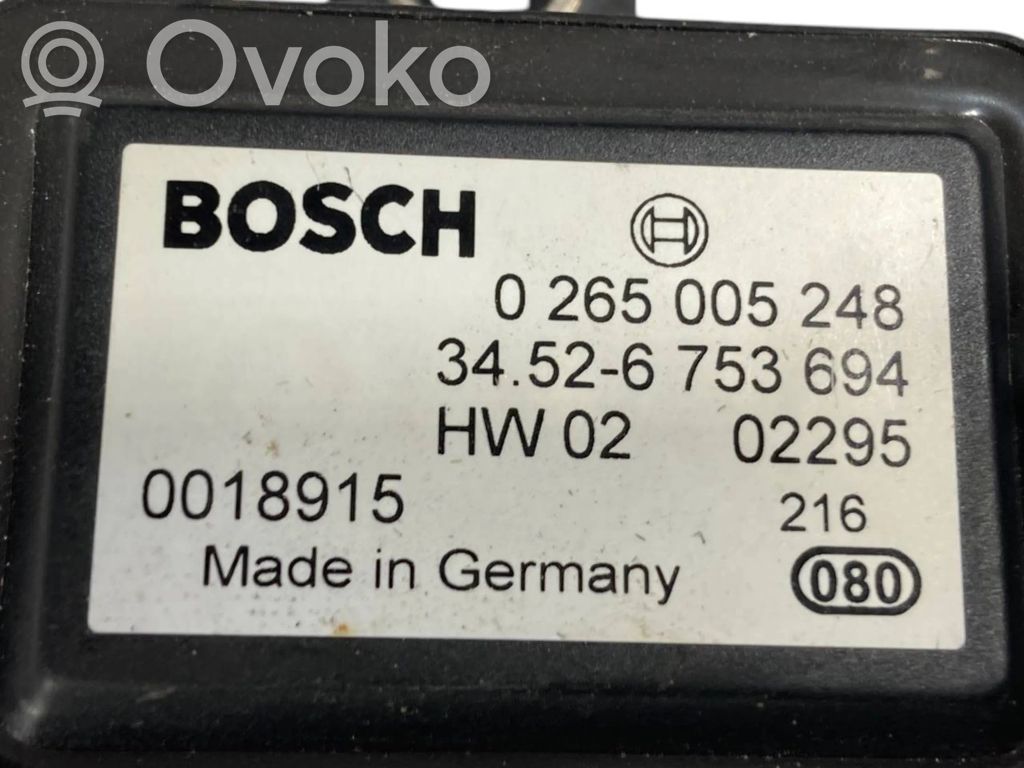 Ovoko
BOSCH
0 265 005 248
34.52-6 753 694
HW 02 02295
0018915 216
Made in Germany 080